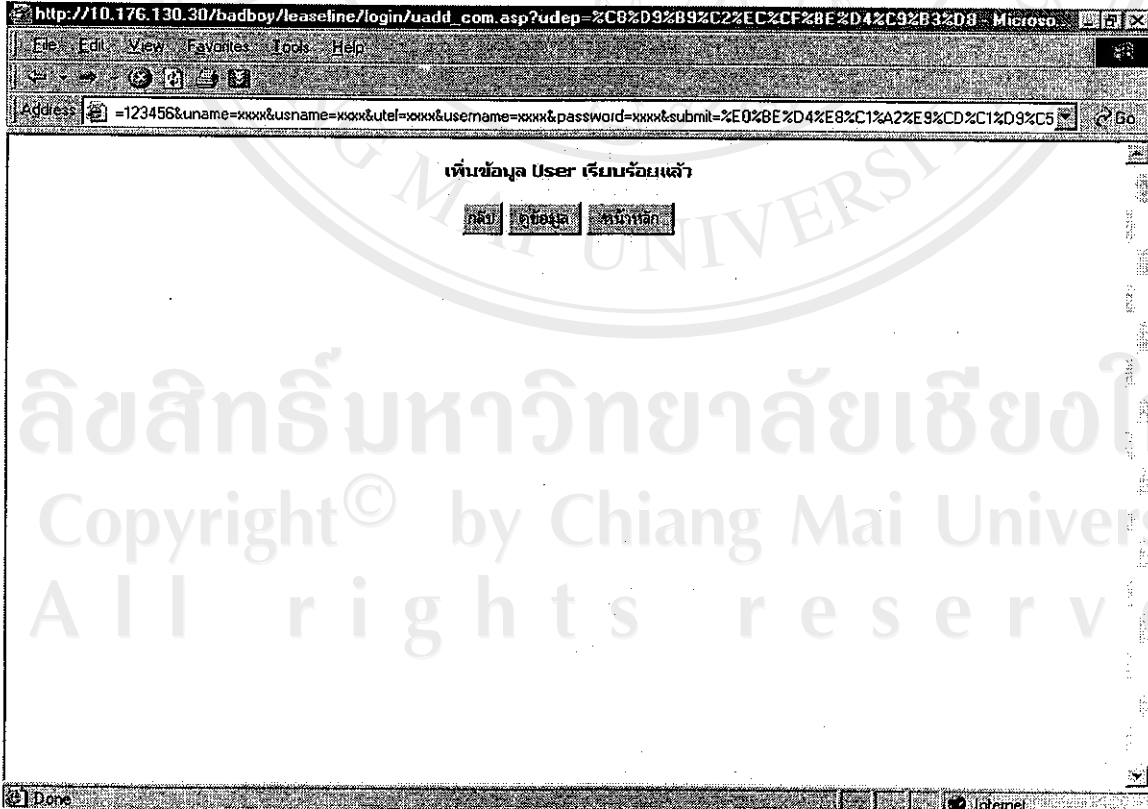 http://10.176.130.30/badboy/leaseline/login/uadd_com.asp?udep=%C8%D9%B9%C2%EC%CF%BE%D4%C9%B3%D8 - Microso...
File Edit View Favorites Tools Help
Address =123456&uname=xxxx&usname=xxxx&utel=xxxx&username=xxxx&password=xxxx&submit=%E0%BE%D4%E8%C1%A2%E9%CD%C1%D9%C5 Go
เพิ่มข้อมูล User เรียบร้อยแล้ว
กลับ ดูข้อมูล หน้าหลัก
MAI UNIVERSI
ลิขสิทธิ์มหาวิทยาลัยเชียงใ
Copyright© by Chiang Mai Univer
All rights reserv
Done Internet